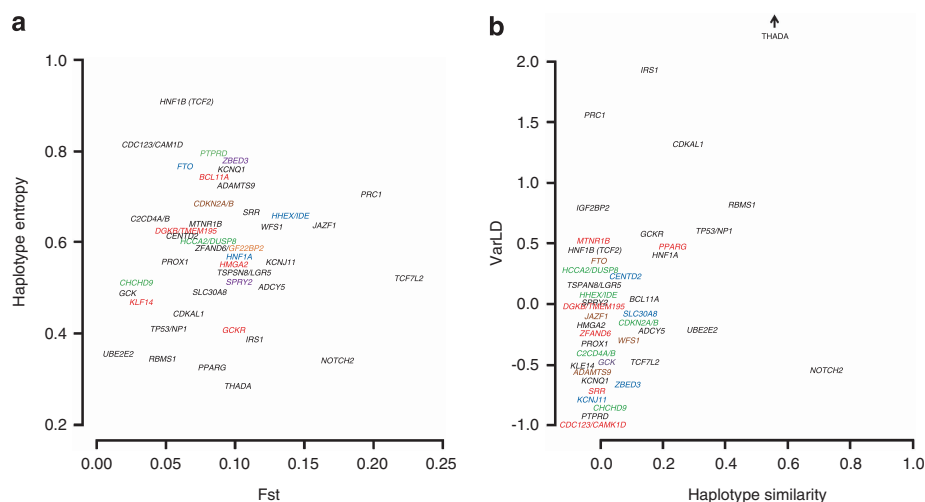 a
Haplotype entropy
1.0
0.8
0.6
0.4
0.2
HNF1B (TCF2)
CDC123/CAM1D
PTPRD
ZBED3
FTO
KCNQ1
BCL11A
ADAMTS9
PRC1
CDKN2A/B
SRR
HHEX/IDE
C2CD4A/B
MTNR1B
WFS1
JAZF1
DGKB/TMEM195
CENTD2
HCCA2/DUSP8
ZFAND6/GF22BP2
HNF1A
PROX1
HMGA2
KCNJ11
TSPSN8/LGR5
TCF7L2
CHCHD9
SPRY2
ADCY5
GCK
SLC30A8
KLF14
CDKAL1
TP53/NP1
GCKR
IRS1
UBE2E2
RBMS1
NOTCH2
PPARG
THADA
0.00
0.05
0.10
0.15
0.20
0.25
Fst
b
VarLD
2.0
1.5
1.0
0.5
0.0
-0.5
-1.0
THADA
IRS1
PRC1
CDKAL1
IGF2BP2
RBMS1
GCKR
TP53/NP1
MTNR1B
PPARG
HNF1B (TCF2)
HNF1A
FTO
HCCA2/DUSP8
CENTD2
TSPAN8/LGR5
HHEX/IDE
BCL11A
SPRY2
DGKB/TMEM195
JAZF1
SLC30A8
HMGA2
CDKN2A/B
ZFAND6
ADCY5
UBE2E2
PROX1
WFS1
C2CD4A/B
KLE14
GCK
TCF7L2
ADAMTS9
NOTCH2
KCNQ1
ZBED3
SRR
KCNJ11
CHCHD9
PTPRD
CDC123/CAMK1D
0.0
0.2
0.4
0.6
0.8
1.0
Haplotype similarity